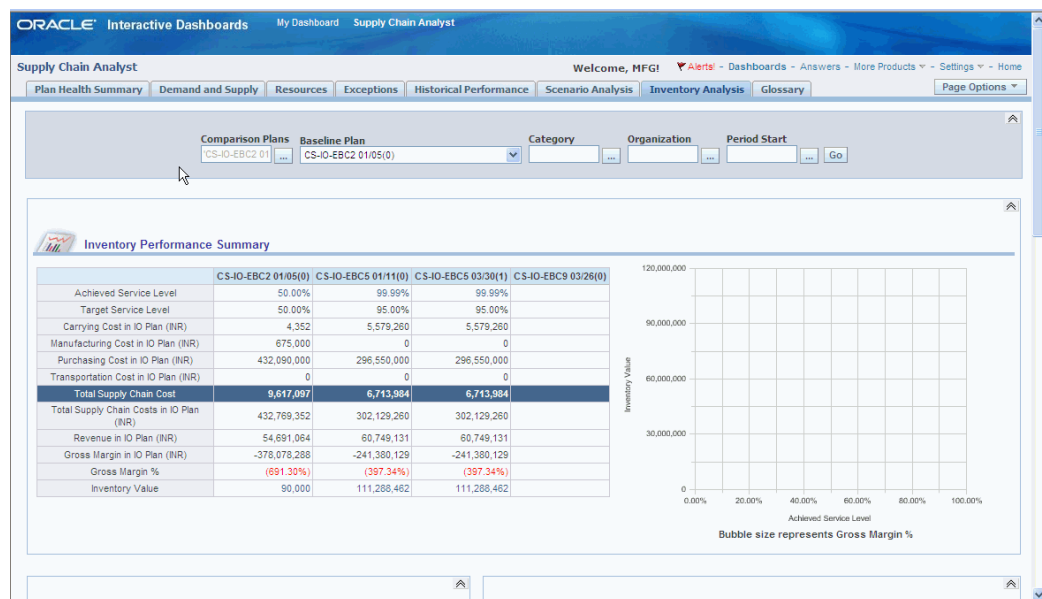 ORACLE Interactive Dashboards My Dashboard Supply Chain Analyst
Supply Chain Analyst Welcome, MFG! Alerts! - Dashboards - Answers - More Products - Settings - Home
Plan Health Summary Demand and Supply Resources Exceptions Historical Performance Scenario Analysis Inventory Analysis Glossary Page Options
Comparison Plans Baseline Plan Category Organization Period Start
'CS-IO-EBC2 01 ... CS-IO-EBC2 01/05(0) ... ... ... Go
Inventory Performance Summary
CS-IO-EBC2 01/05(0) CS-IO-EBC5 01/11(0) CS-IO-EBC5 03/30(1) CS-IO-EBC9 03/26(0)
Achieved Service Level 50.00% 99.99% 99.99%
Target Service Level 50.00% 95.00% 95.00%
Carrying Cost in IO Plan (INR) 4,352 5,579,260 5,579,260
Manufacturing Cost in IO Plan (INR) 675,000 0 0
Purchasing Cost in IO Plan (INR) 432,090,000 296,550,000 296,550,000
Transportation Cost in IO Plan (INR) 0 0 0
Total Supply Chain Cost 9,617,097 6,713,984 6,713,984
Total Supply Chain Costs in IO Plan
(INR) 432,769,352 302,129,260 302,129,260
Revenue in IO Plan (INR) 54,691,064 60,749,131 60,749,131
Gross Margin in IO Plan (INR) -378,078,288 -241,380,129 -241,380,129
Gross Margin % (691.30%) (397.34%) (397.34%)
Inventory Value 90,000 111,288,462 111,288,462
120,000,000
90,000,000
60,000,000
30,000,000
0
Inventory Value
0.00% 20.00% 40.00% 60.00% 80.00% 100.00%
Achieved Service Level
Bubble size represents Gross Margin %